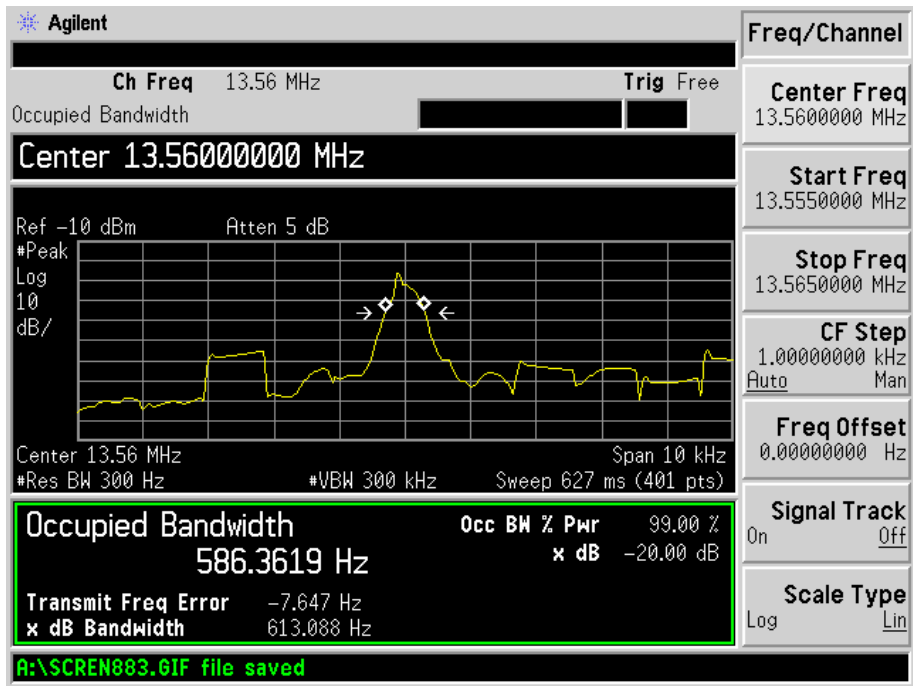 Agilent
Freq/Channel
Ch Freq 13.56 MHz Trig Free
Occupied Bandwidth
Center 13.56000000 MHz
Ref -10 dBm Atten 5 dB
#Peak
Log
10
dB/
Center 13.56 MHz Span 10 kHz
#Res BW 300 Hz #VBW 300 kHz Sweep 627 ms (401 pts)
Occupied Bandwidth
586.3619 Hz
Occ BW % Pwr 99.00 %
x dB -20.00 dB
Transmit Freq Error -7.647 Hz
x dB Bandwidth 613.088 Hz
A:\SCREN883.GIF file saved
Center Freq
13.5600000 MHz
Start Freq
13.5550000 MHz
Stop Freq
13.5650000 MHz
CF Step
1.00000000 kHz
Auto Man
Freq Offset
0.00000000 Hz
Signal Track
On Off
Scale Type
Log Lin